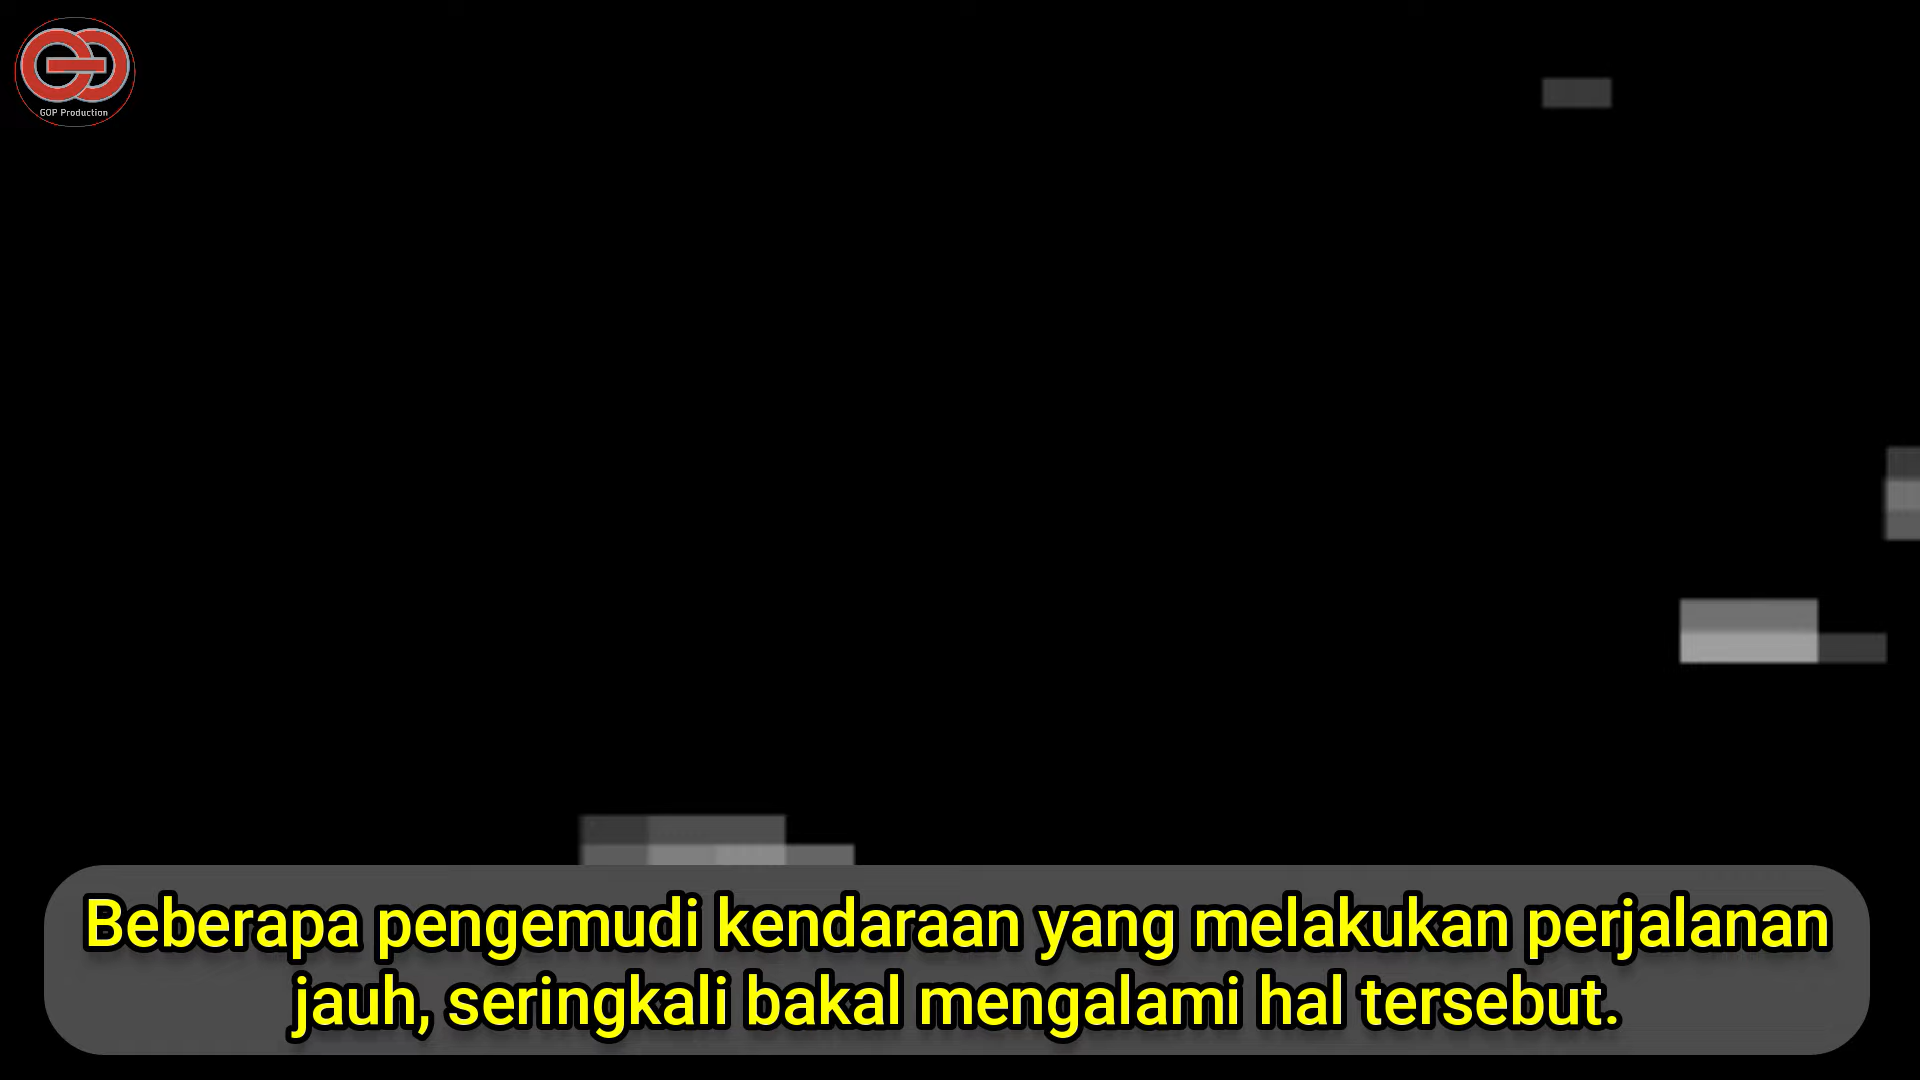 GOP Production
Beberapa pengemudi kendaraan yang melakukan perjalanan
jauh, seringkali bakal mengalami hal tersebut.